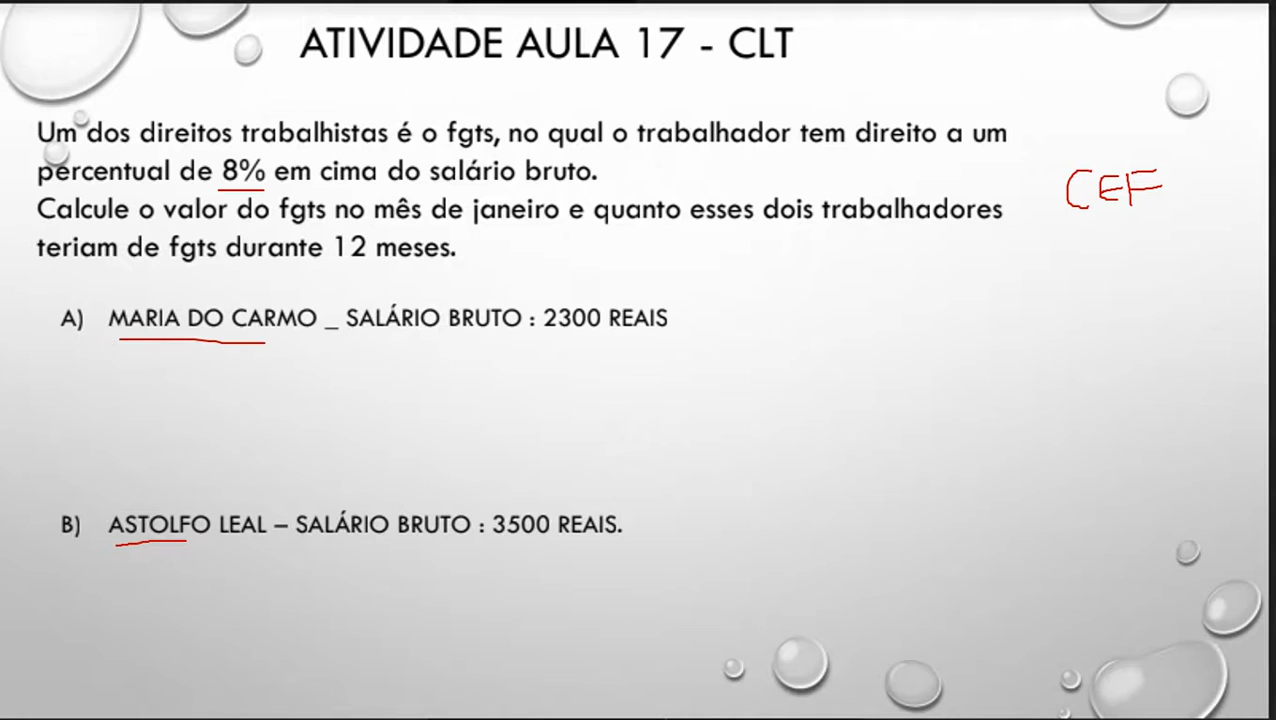 ATIVIDADE AULA 17 - CLT
Um dos direitos trabalhistas é o fgts, no qual o trabalhador tem direito a um
percentual de 8% em cima do salário bruto.
CEF
Calcule o valor do fgts no mês de janeiro e quanto esses dois trabalhadores
teriam de fgts durante 12 meses.
A) MARIA DO CARMO _ SALÁRIO BRUTO : 2300 REAIS
B) ASTOLFO LEAL – SALÁRIO BRUTO : 3500 REAIS.